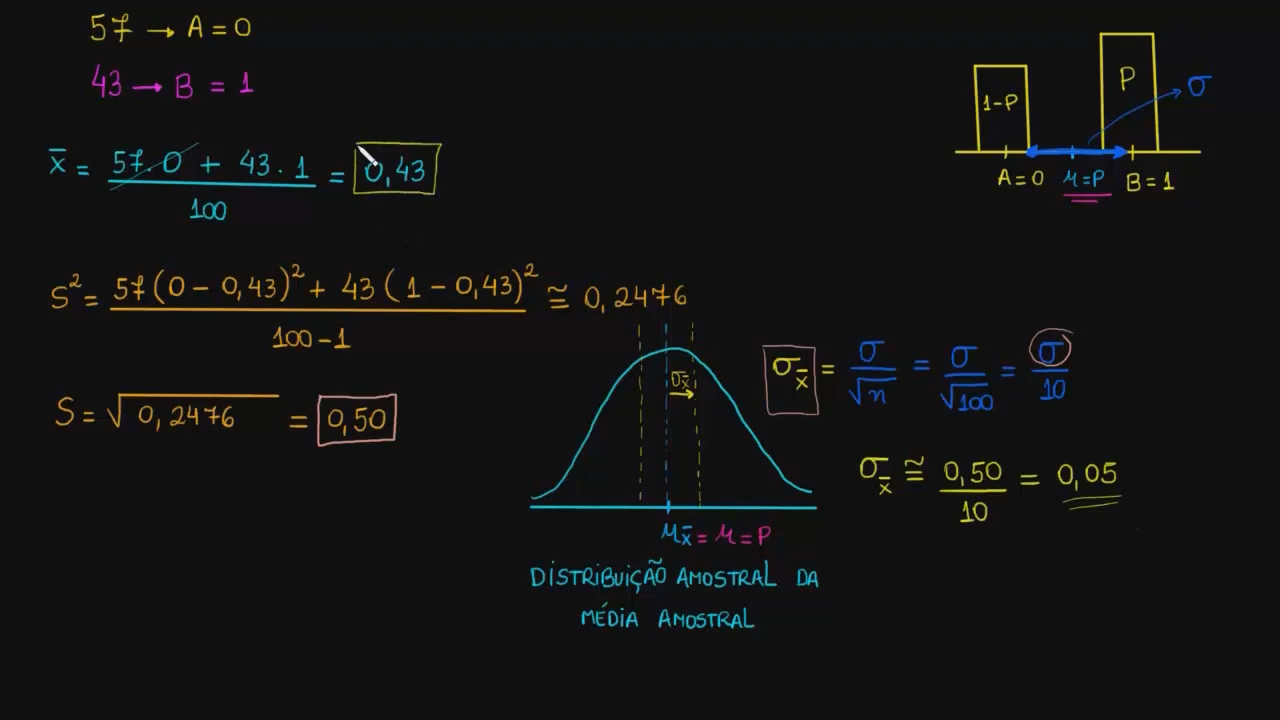 57 → A = 0
43 → B = 1
x̄ = (57·0 + 43·1) / 100 = 0,43
S² = (57(0 − 0,43)² + 43(1 − 0,43)²) / (100 − 1) ≅ 0,2476
S = √0,2476 = 0,50
1-P
P
σ
A=0 μ=P B=1
σx̄
μx̄ = μ = P
DISTRIBUIÇÃO AMOSTRAL DA
MÉDIA AMOSTRAL
σx̄ = σ/√n = σ/√100 = σ/10
σx̄ ≅ 0,50/10 = 0,05